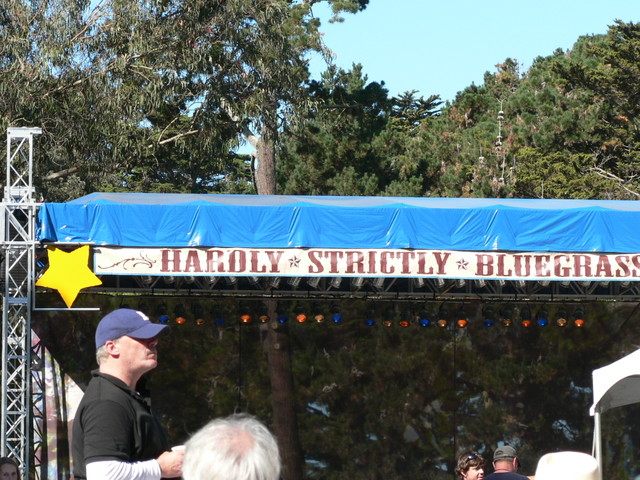 HARDLY ★ STRICTLY ★ BLUEGRASS